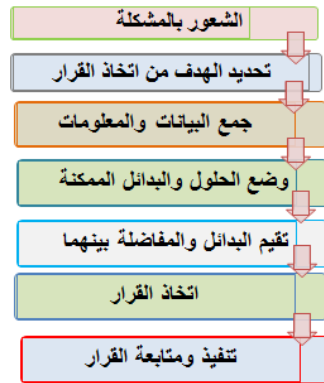 الشعور بالمشكلة
تحديد الهدف من اتخاذ القرار
جمع البيانات والمعلومات
وضع الحلول والبدائل الممكنة
تقيم البدائل والمفاضلة بينهما
اتخاذ القرار
تنفيذ ومتابعة القرار